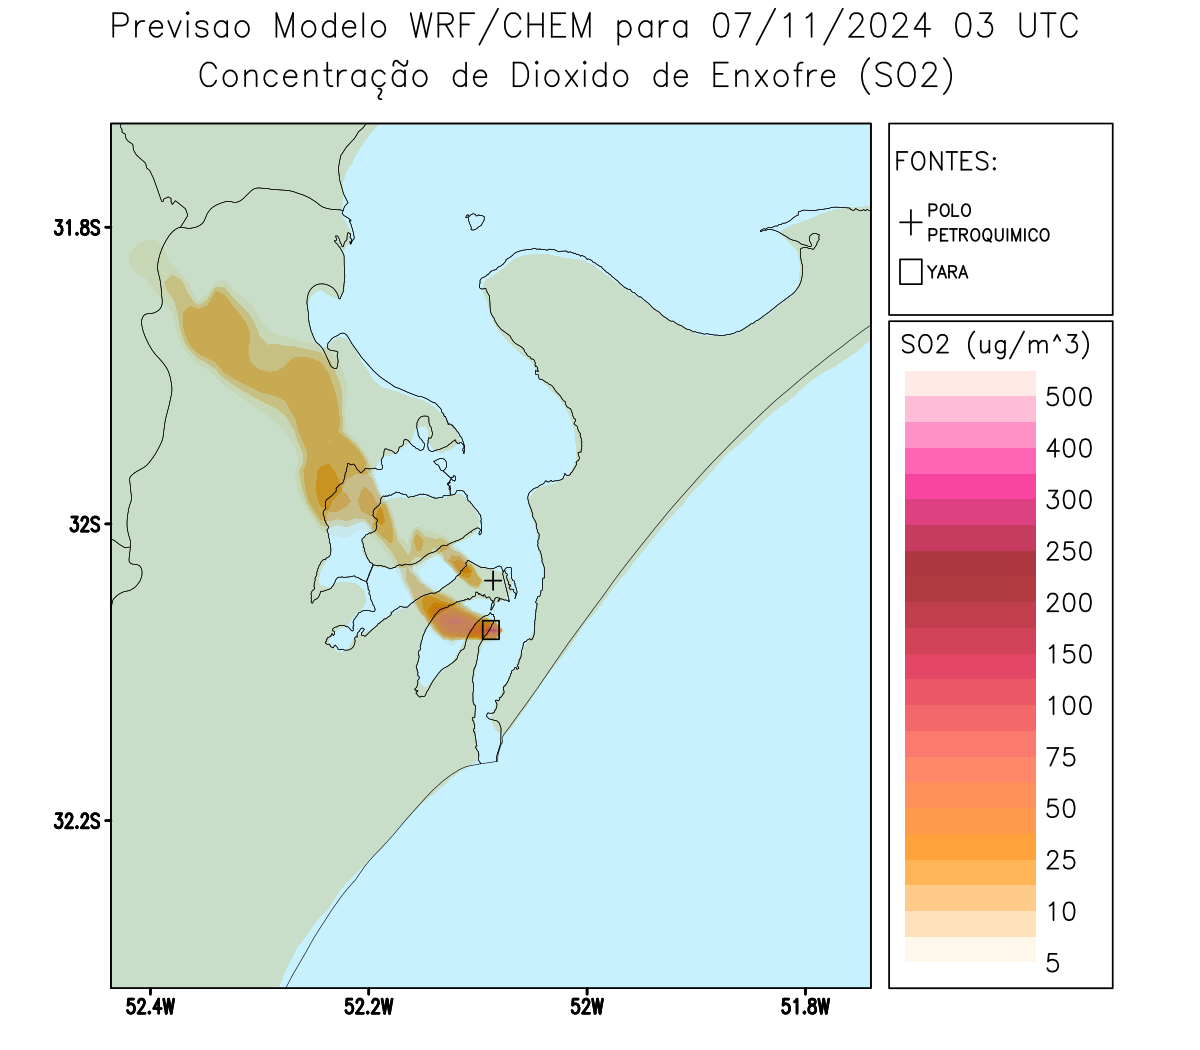 Previsao Modelo WRF/CHEM para 07/11/2024 03 UTC
Concentração de Dioxido de Enxofre (SO2)
FONTES:
POLO
PETROQUIMICO
YARA
SO2 (ug/m^3)
500
400
300
250
200
150
100
75
50
25
10
5
31.8S
32S
32.2S
52.4W
52.2W
52W
51.8W